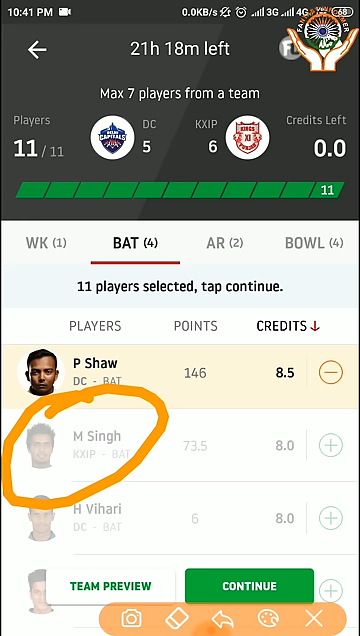 10:41 PM 0.0KB/s 3G 4G 68
21h 18m left
Max 7 players from a team
Players DC KXIP Credits Left
11 / 11 5 6 0.0
11
WK (1) BAT (4) AR (2) BOWL (4)
11 players selected, tap continue.
PLAYERS POINTS CREDITS ↓
P Shaw
DC - BAT 146 8.5
M Singh
KXIP - BAT 73.5 8.0
H Vihari
DC - BAT 6 8.0
TEAM PREVIEW CONTINUE